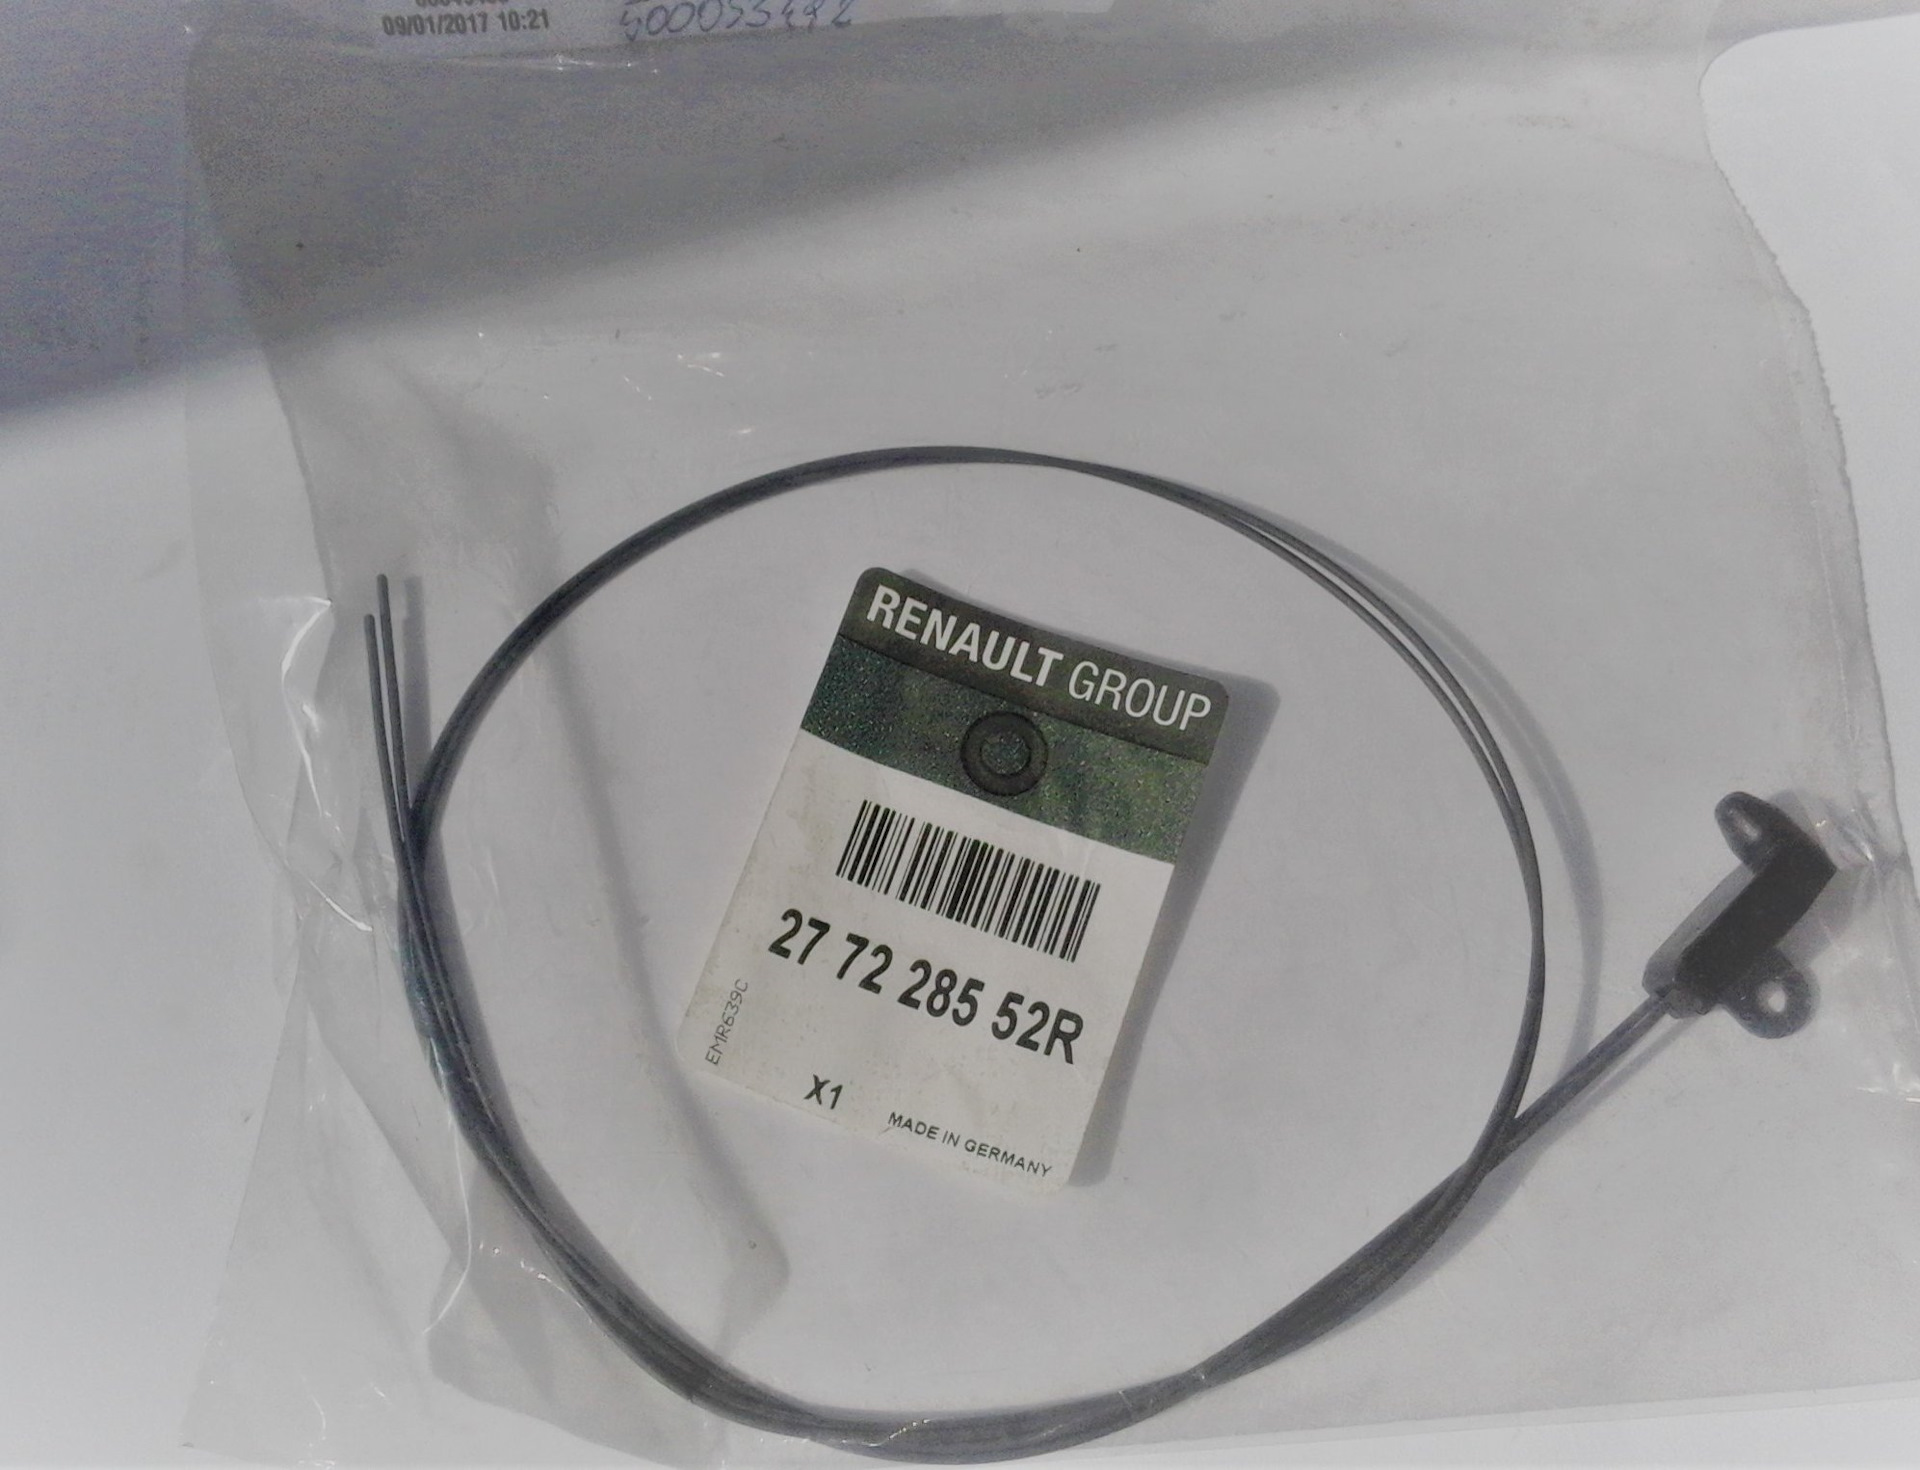 09/01/2017 10:21
RENAULT GROUP
27 72 285 52R
EMR639C
X1
MADE IN GERMANY